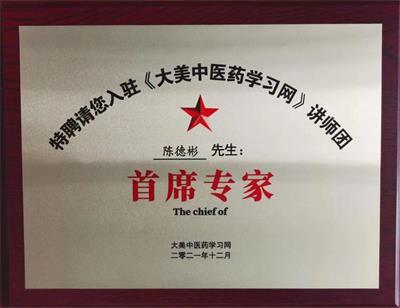 特聘请您入驻《大美中医药学习网》讲师团
陈德彬 先生:
首席专家
The chief of
大美中医药学习网
二零二一年十二月